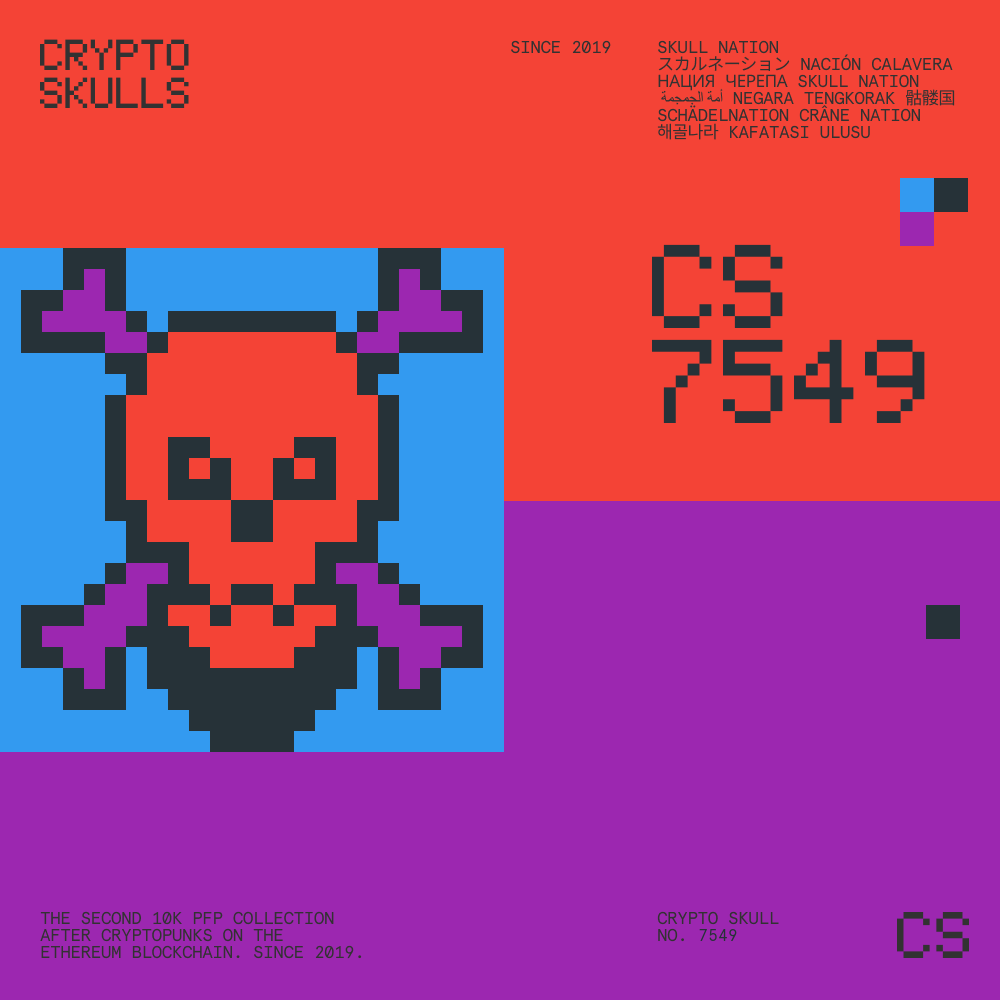 CRYPTO
SKULLS
SINCE 2019
SKULL NATION
スカルネーション NACIÓN CALAVERA
НАЦИЯ ЧЕРЕПА SKULL NATION
أمة الجمجمة NEGARA TENGKORAK 骷髅国
SCHÄDELNATION CRÂNE NATION
해골나라 KAFATASI ULUSU
CS
7549
THE SECOND 10K PFP COLLECTION
AFTER CRYPTOPUNKS ON THE
ETHEREUM BLOCKCHAIN. SINCE 2019.
CRYPTO SKULL
NO. 7549
CS